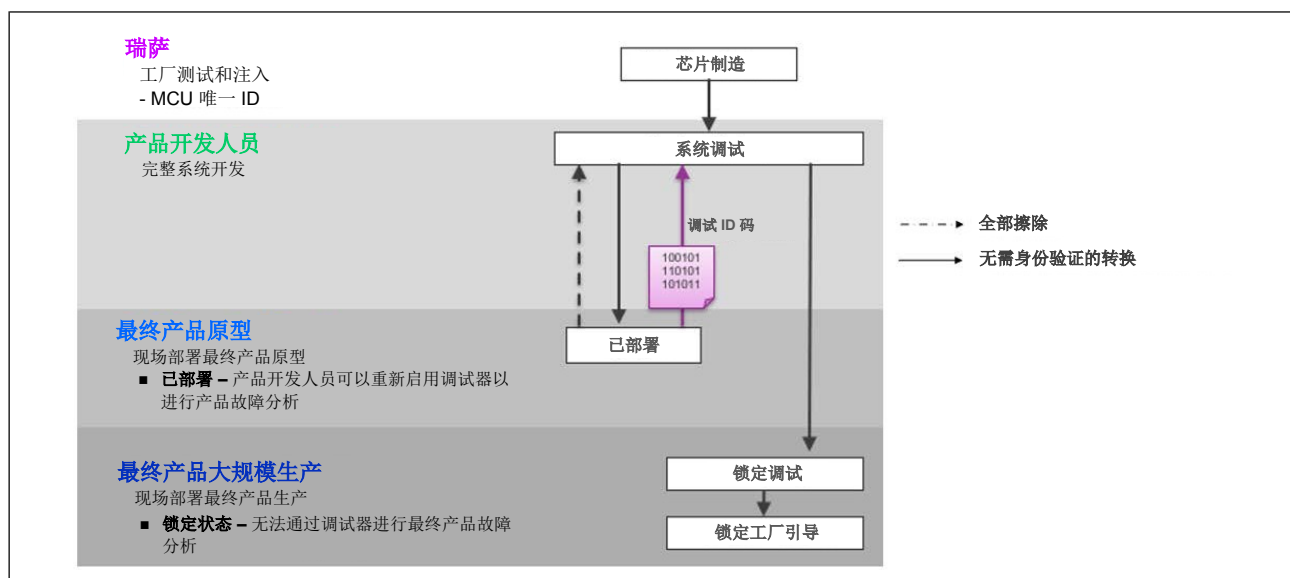 瑞萨
工厂测试和注入
- MCU 唯一 ID
芯片制造
产品开发人员
完整系统开发
系统调试
调试 ID 码
100101
110101
101011
全部擦除
无需身份验证的转换
最终产品原型
现场部署最终产品原型
■ 已部署 – 产品开发人员可以重新启用调试器以
进行产品故障分析
已部署
最终产品大规模生产
现场部署最终产品生产
■ 锁定状态 – 无法通过调试器进行最终产品故障
分析
锁定调试
锁定工厂引导